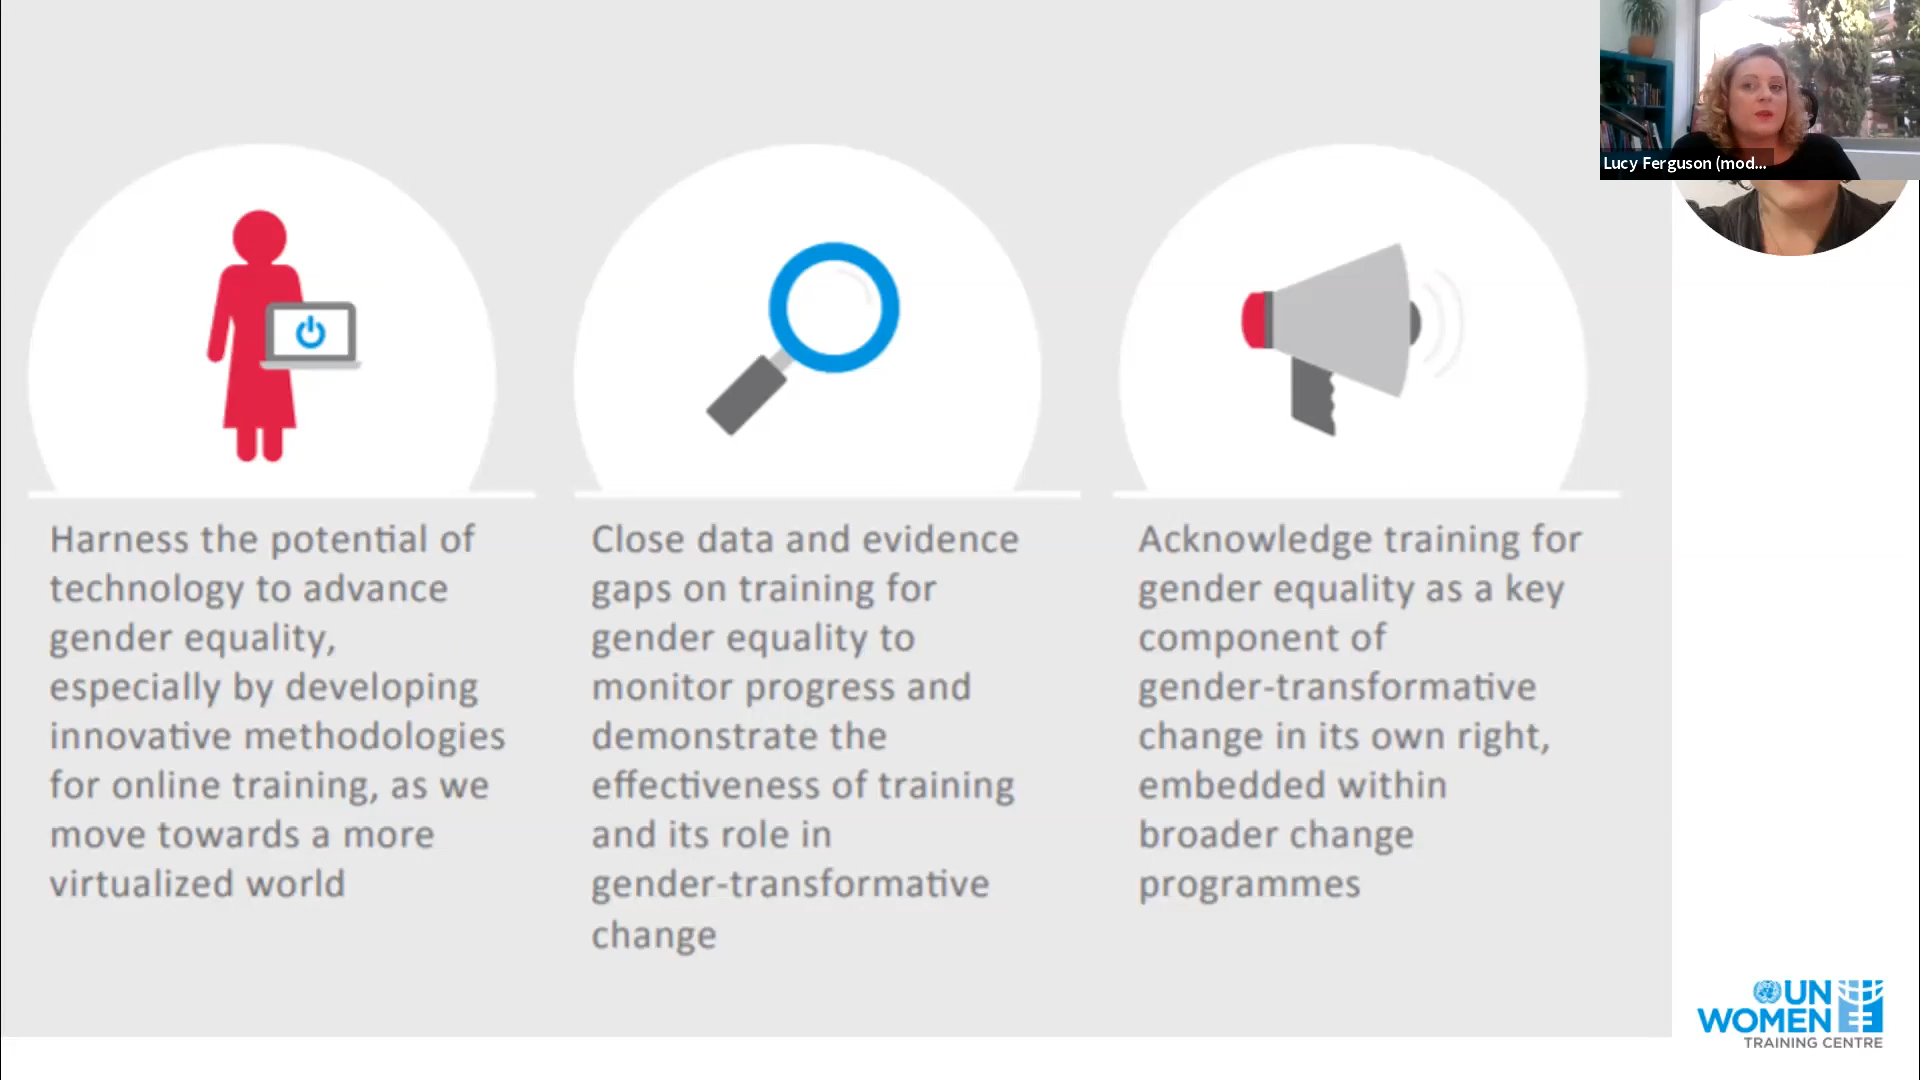 Lucy Ferguson (mod...
Harness the potential of
technology to advance
gender equality,
especially by developing
innovative methodologies
for online training, as we
move towards a more
virtualized world
Close data and evidence
gaps on training for
gender equality to
monitor progress and
demonstrate the
effectiveness of training
and its role in
gender-transformative
change
Acknowledge training for
gender equality as a key
component of
gender-transformative
change in its own right,
embedded within
broader change
programmes
UN
WOMEN
TRAINING CENTRE